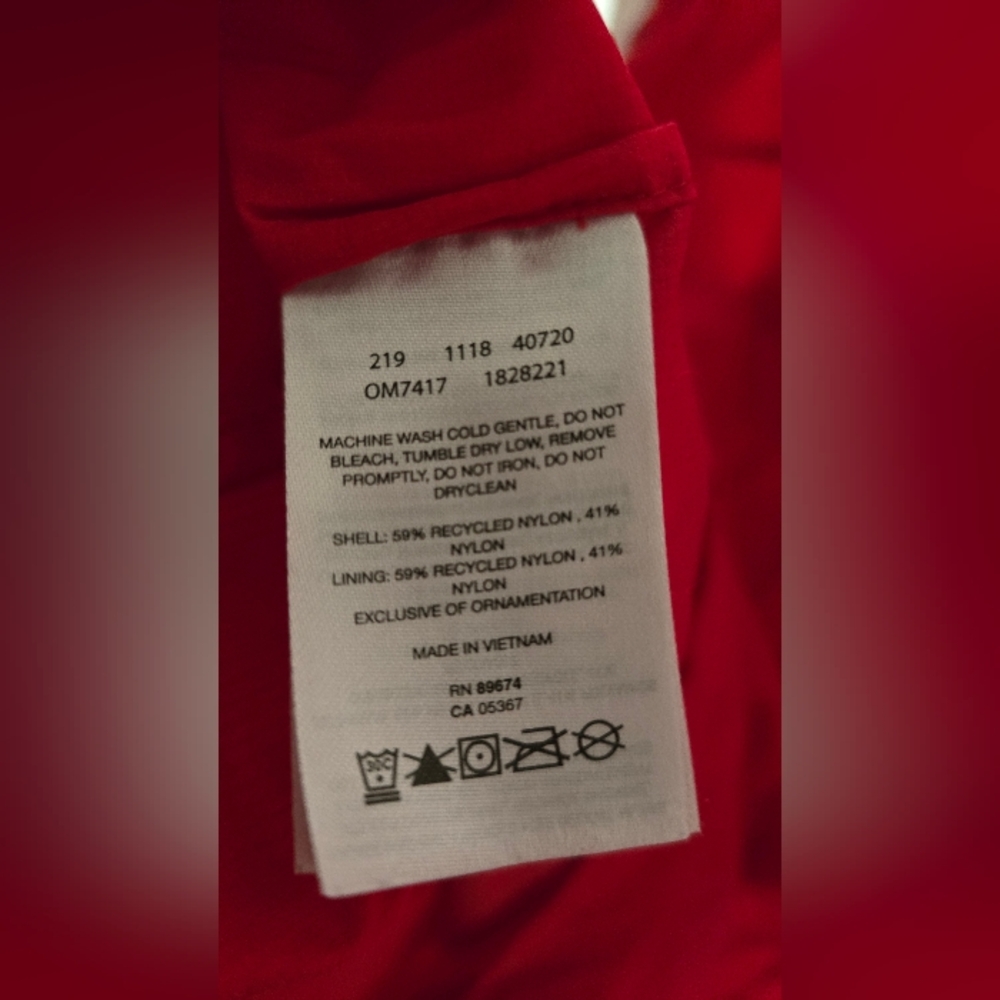 219 1118 40720
OM7417 1828221
MACHINE WASH COLD GENTLE, DO NOT
BLEACH, TUMBLE DRY LOW, REMOVE
PROMPTLY, DO NOT IRON, DO NOT
DRYCLEAN
SHELL: 59% RECYCLED NYLON , 41%
NYLON
LINING: 59% RECYCLED NYLON , 41%
NYLON
EXCLUSIVE OF ORNAMENTATION
MADE IN VIETNAM
RN 89674
CA 05367
30C